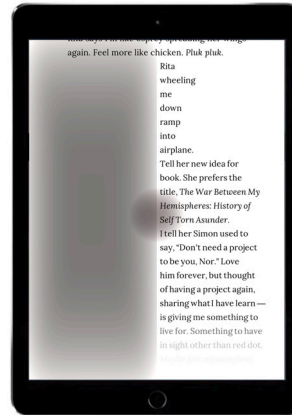 again. Feel more like chicken. Pluk pluk.
Rita
wheeling
me
down
ramp
into
airplane.
Tell her new idea for
book. She prefers the
title, The War Between My
Hemispheres: History of
Self Torn Asunder.
I tell her Simon used to
say, “Don’t need a project
to be you, Nor.” Love
him forever, but thought
of having a project again,
sharing what I have learn —
is giving me something to
live for. Something to have
in sight other than red dot.